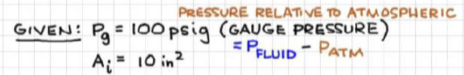 PRESSURE RELATIVE TO ATMOSPHERIC
GIVEN: Pg = 100 psig (GAUGE PRESSURE)
= PFLUID - PATM
Ai = 10 in²